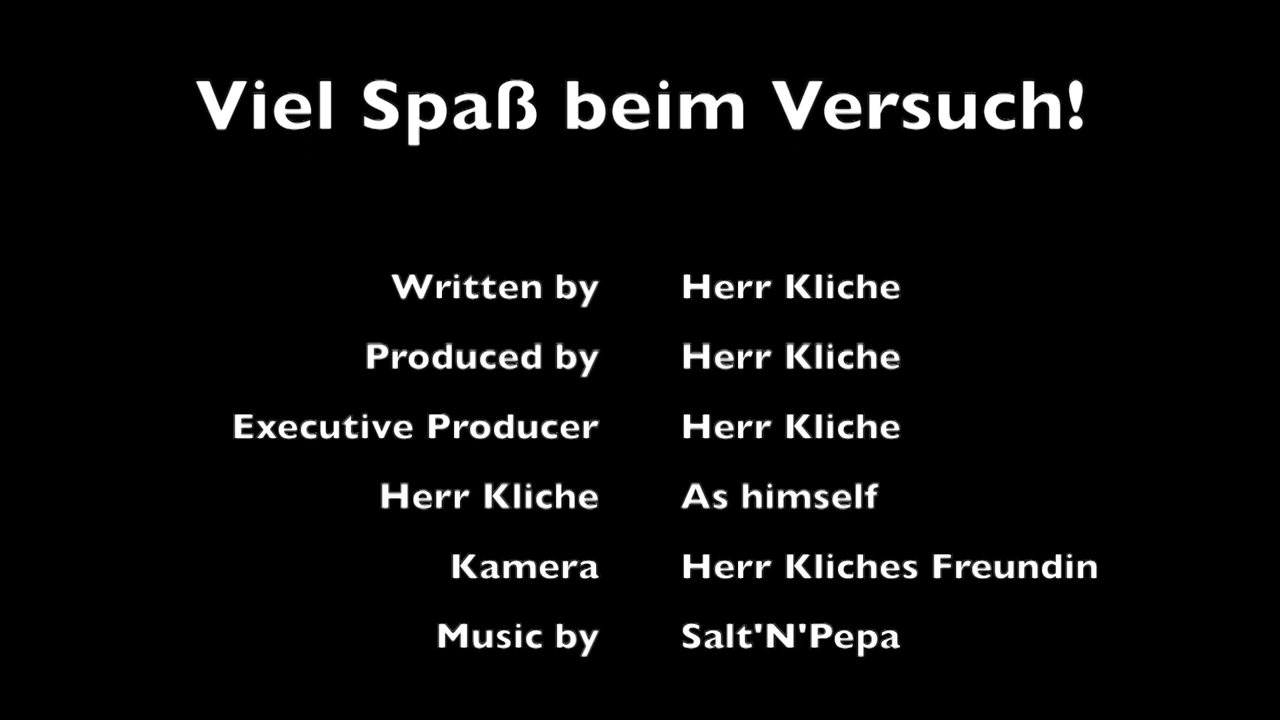 Viel Spaß beim Versuch!
Written by Herr Kliche
Produced by Herr Kliche
Executive Producer Herr Kliche
Herr Kliche As himself
Kamera Herr Kliches Freundin
Music by Salt'N'Pepa